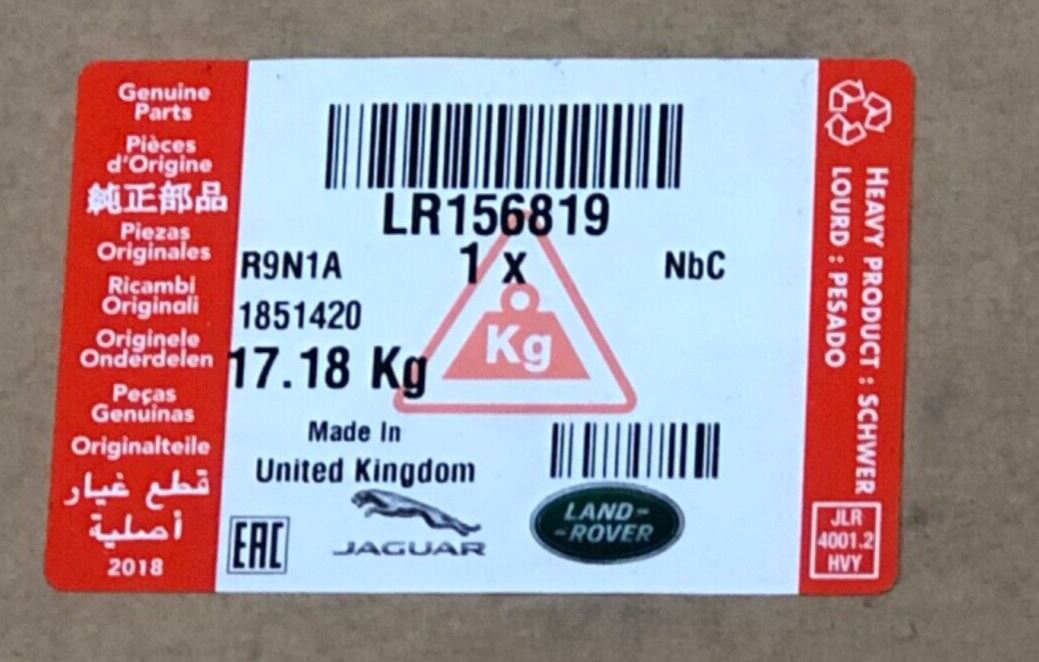 Genuine
Parts
Pièces
d'Origine
純正部品
Piezas
Originales
Ricambi
Originali
Originele
Onderdelen
Peças
Genuinas
Originalteile
قطع غيار
أصلية
2018
LR156819
R9N1A
1 x
NbC
1851420
17.18 Kg
Kg
Made In
United Kingdom
EAC
JAGUAR
LAND-
-ROVER
HEAVY PRODUCT : SCHWER
LOURD : PESADO
JLR
4001.2
HVY